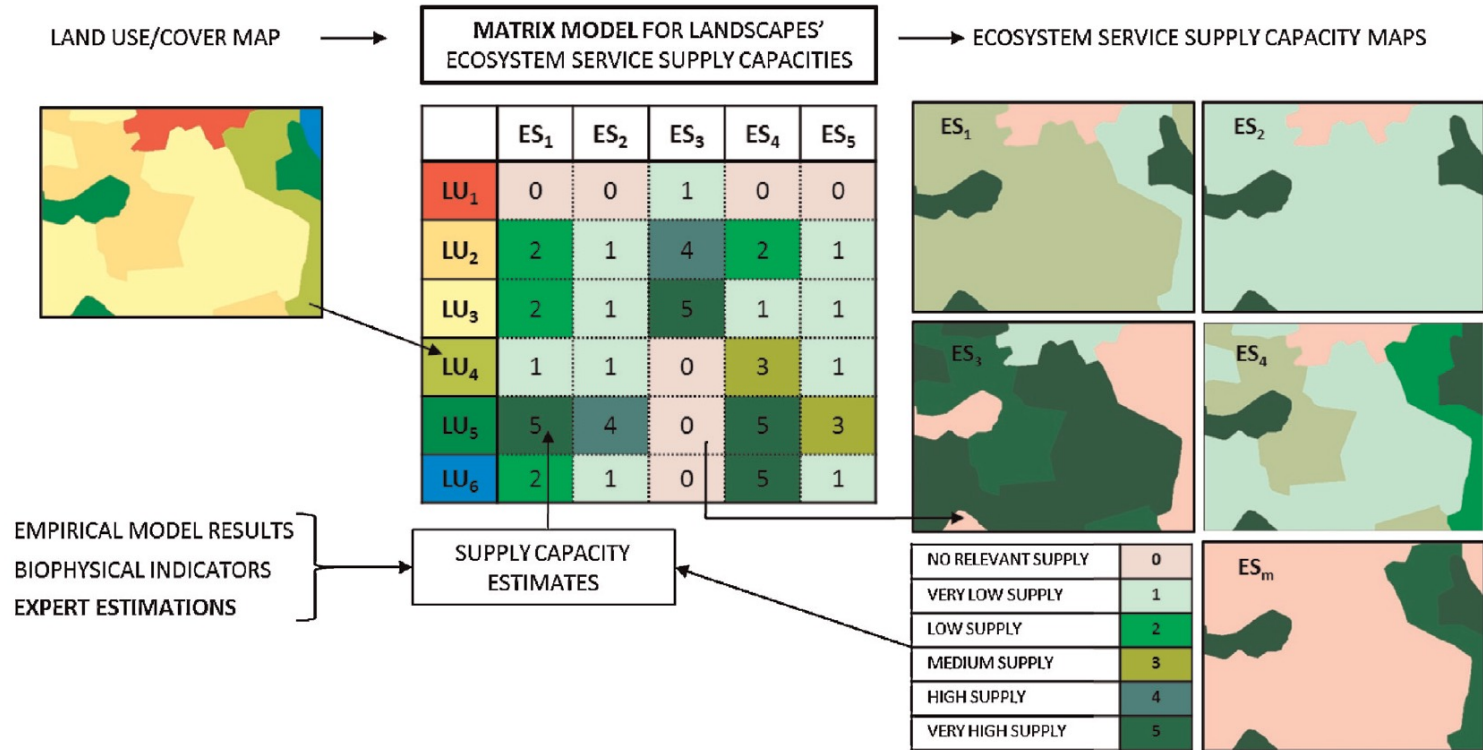 LAND USE/COVER MAP
MATRIX MODEL FOR LANDSCAPES'
ECOSYSTEM SERVICE SUPPLY CAPACITIES
ECOSYSTEM SERVICE SUPPLY CAPACITY MAPS
ES1 ES2 ES3 ES4 ES5
LU1 0 0 1 0 0
LU2 2 1 4 2 1
LU3 2 1 5 1 1
LU4 1 1 0 3 1
LU5 5 4 0 5 3
LU6 2 1 0 5 1
ES1
ES2
ES3
ES4
ESm
EMPIRICAL MODEL RESULTS
BIOPHYSICAL INDICATORS
EXPERT ESTIMATIONS
SUPPLY CAPACITY
ESTIMATES
NO RELEVANT SUPPLY 0
VERY LOW SUPPLY 1
LOW SUPPLY 2
MEDIUM SUPPLY 3
HIGH SUPPLY 4
VERY HIGH SUPPLY 5